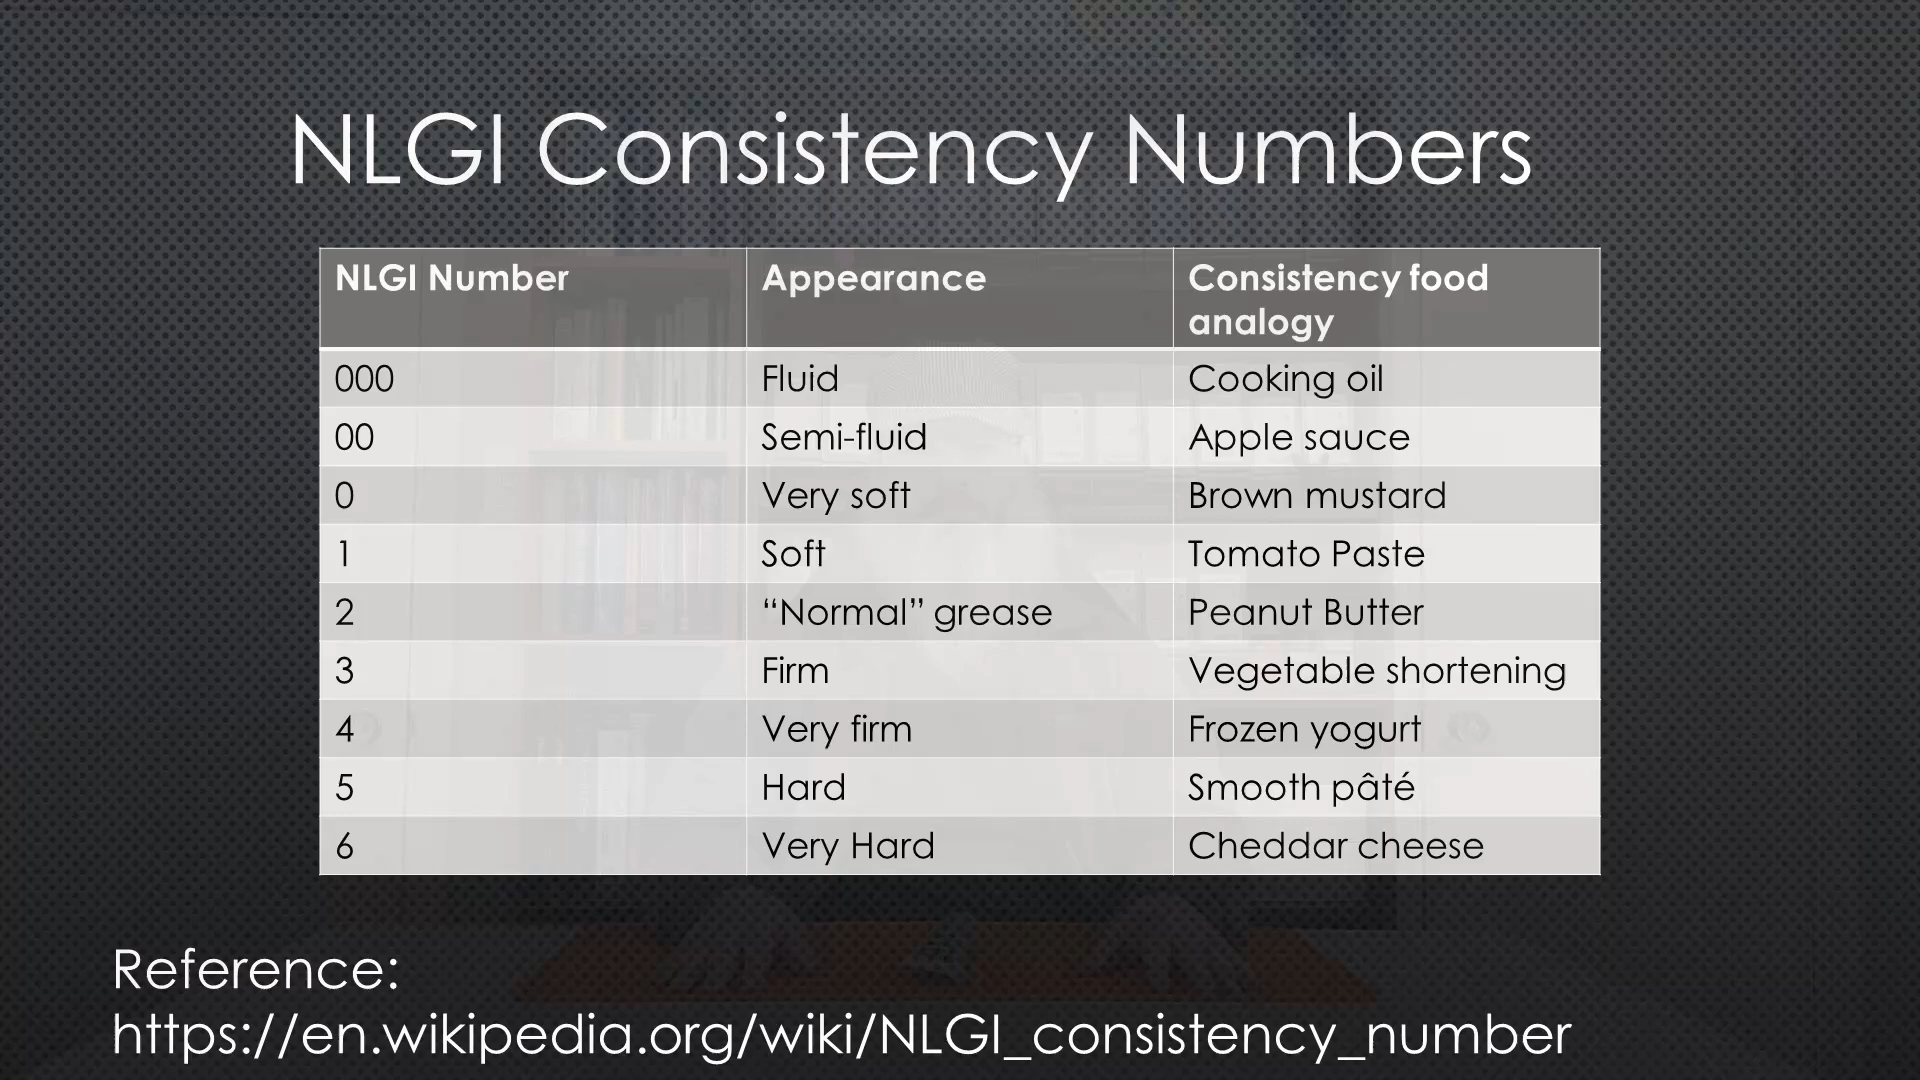 NLGI Consistency Numbers
NLGI Number Appearance Consistency food
analogy
000 Fluid Cooking oil
00 Semi-fluid Apple sauce
0 Very soft Brown mustard
1 Soft Tomato Paste
2 “Normal” grease Peanut Butter
3 Firm Vegetable shortening
4 Very firm Frozen yogurt
5 Hard Smooth pâté
6 Very Hard Cheddar cheese
Reference:
https://en.wikipedia.org/wiki/NLGI_consistency_number